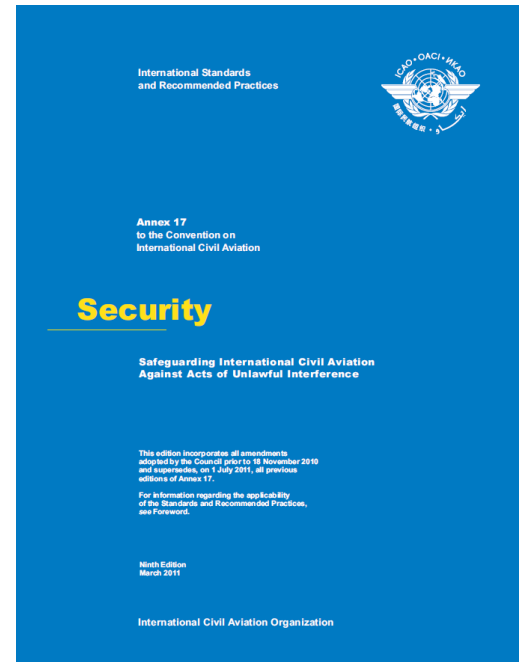 International Standards
and Recommended Practices
ICAO • OACI • ИКАО
Annex 17
to the Convention on
International Civil Aviation
Security
Safeguarding International Civil Aviation
Against Acts of Unlawful Interference
This edition incorporates all amendments
adopted by the Council prior to 18 November 2010
and supersedes, on 1 July 2011, all previous
editions of Annex 17.
For information regarding the applicability
of the Standards and Recommended Practices,
see Foreword.
Ninth Edition
March 2011
International Civil Aviation Organization